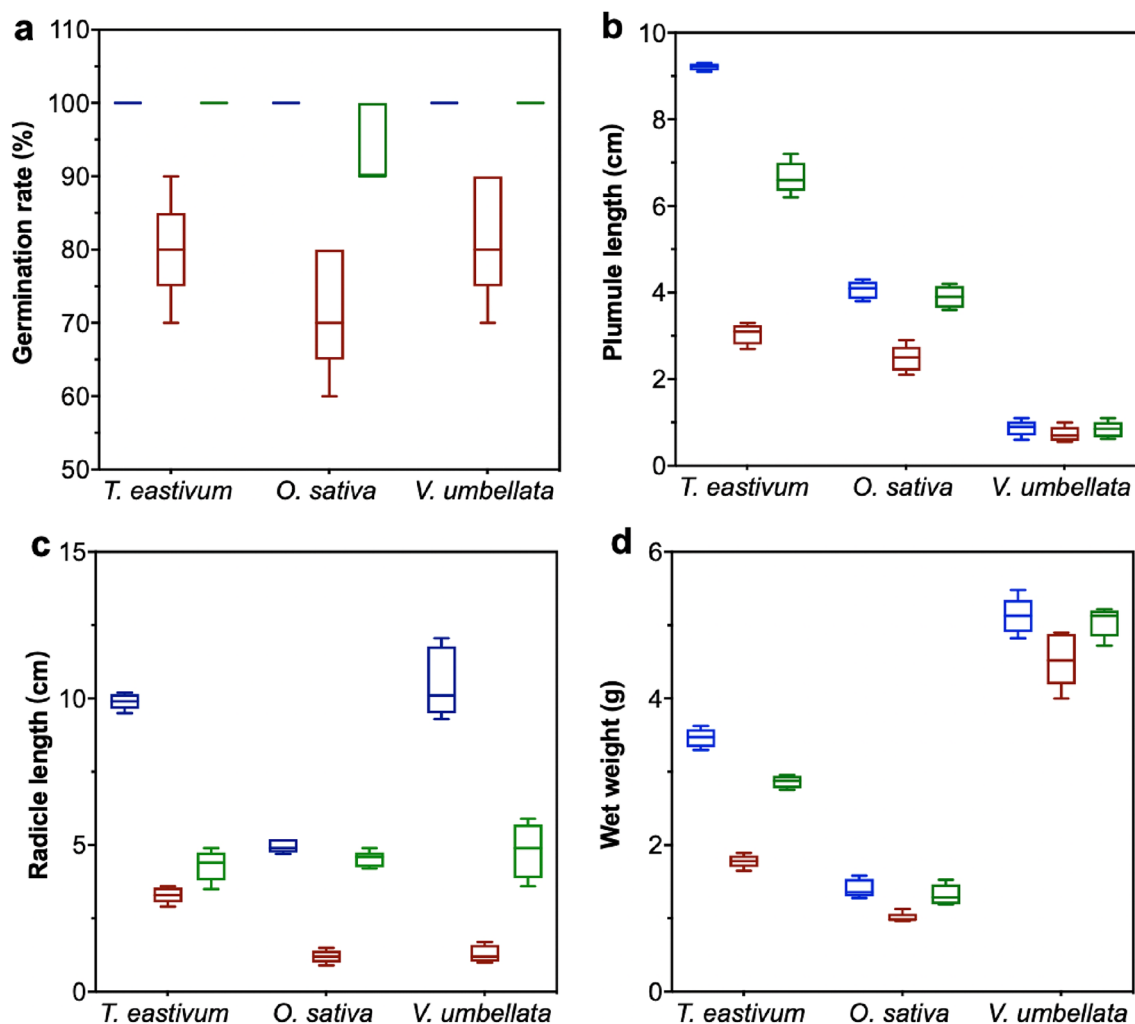 a
110
100
90
80
70
60
50
Germination rate (%)
T. eastivum O. sativa V. umbellata
b
10
8
6
4
2
0
Plumule length (cm)
T. eastivum O. sativa V. umbellata
c
15
10
5
0
Radicle length (cm)
T. eastivum O. sativa V. umbellata
d
6
4
2
0
Wet weight (g)
T. eastivum O. sativa V. umbellata